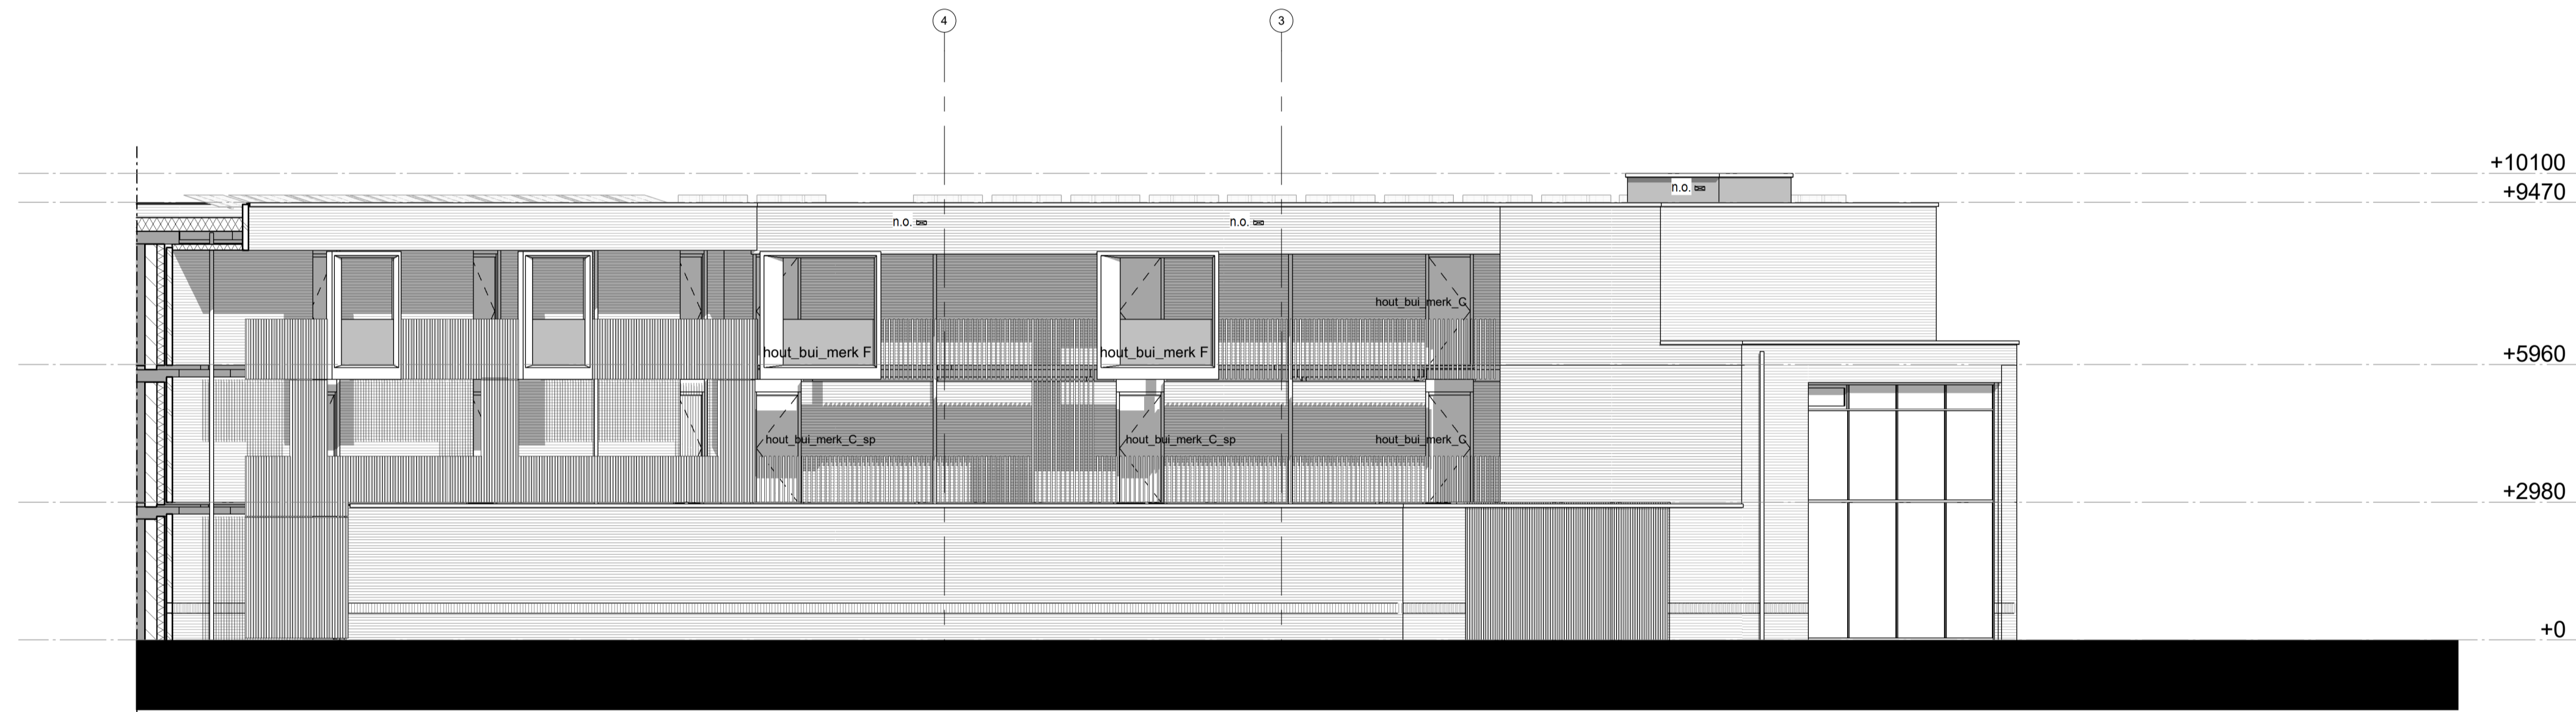 4
3
+10100
n.o.
+9470
n.o.
n.o.
hout_bui_merk_C
hout_bui_merk F
hout_bui_merk F
+5960
hout_bui_merk_C_sp
hout_bui_merk_C_sp
hout_bui_merk_C
+2980
+0